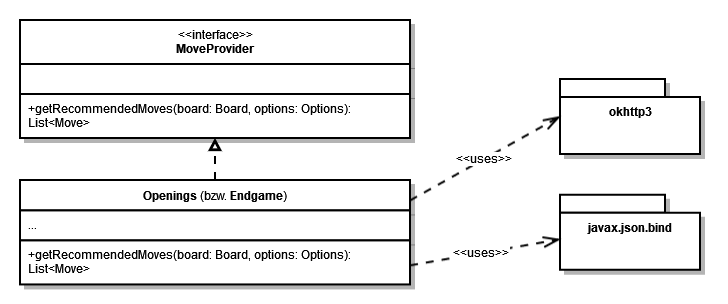 <<interface>>
MoveProvider
+getRecommendedMoves(board: Board, options: Options):
List<Move>
okhttp3
<<uses>>
Openings (bzw. Endgame)
...
javax.json.bind
+getRecommendedMoves(board: Board, options: Options):
List<Move>
<<uses>>